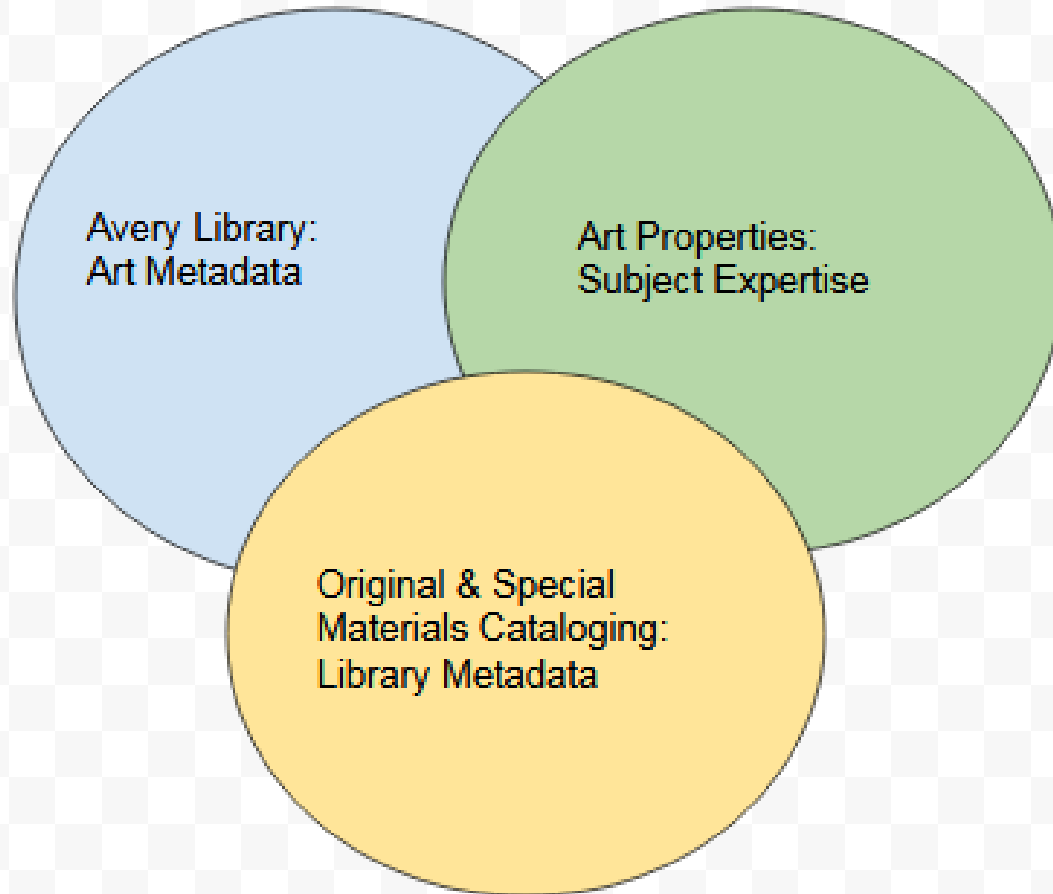 Avery Library:
Art Metadata
Art Properties:
Subject Expertise
Original & Special
Materials Cataloging:
Library Metadata